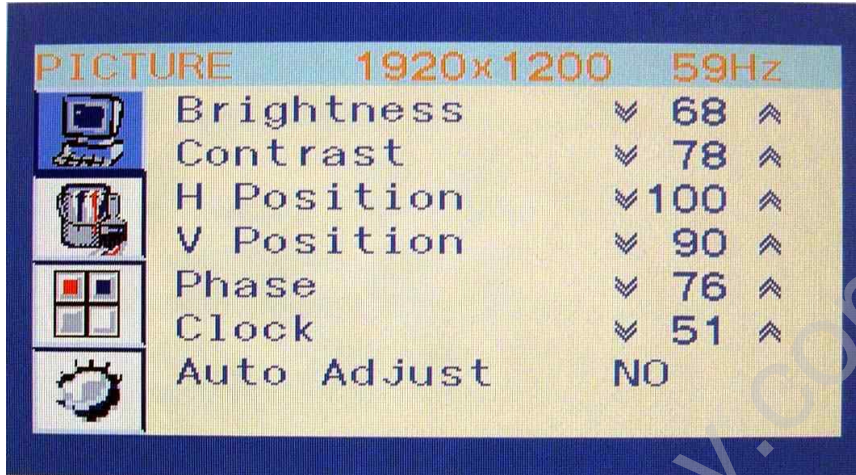 PICTURE 1920x1200 59Hz
Brightness 68
Contrast 78
H Position 100
V Position 90
Phase 76
Clock 51
Auto Adjust NO